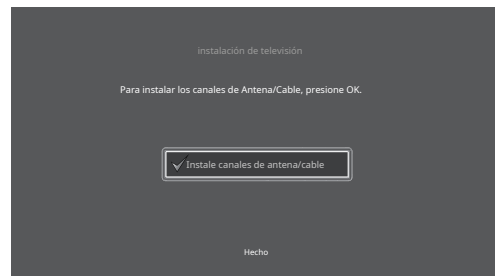 instalación de televisión
Para instalar los canales de Antena/Cable, presione OK.
Instale canales de antena/cable
Hecho